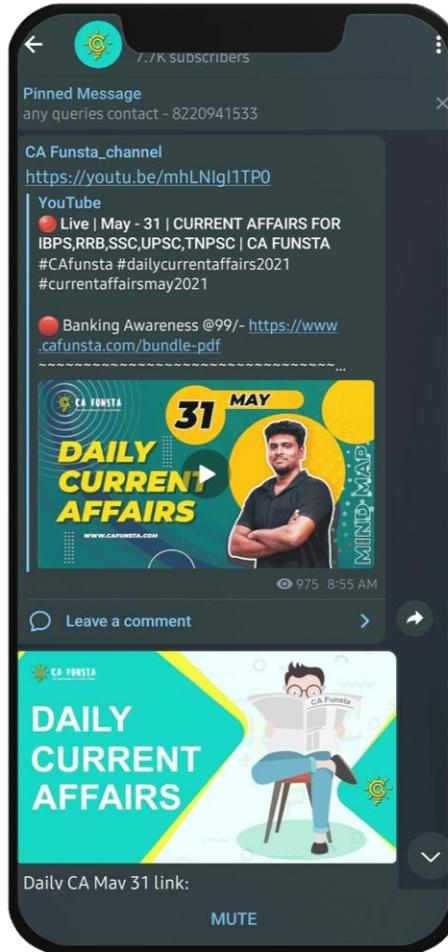 7.7K subscribers
Pinned Message
any queries contact - 8220941533
CA Funsta_channel
https://youtu.be/mhLNIgI1TP0
YouTube
🔴 Live | May - 31 | CURRENT AFFAIRS FOR
IBPS,RRB,SSC,UPSC,TNPSC | CA FUNSTA
#CAfunsta #dailycurrentaffairs2021
#currentaffairsmay2021
🔴 Banking Awareness @99/- https://www
.cafunsta.com/bundle-pdf
~~~~~~~~~~~~~~~~~~~~~~~~~~~~~~~~~...
CA FUNSTA
31 MAY
DAILY
CURRENT
AFFAIRS
WWW.CAFUNSTA.COM
MIND MAP
975 8:55 AM
Leave a comment
CA FUNSTA
CA Funsta
DAILY
CURRENT
AFFAIRS
Daily CA May 31 link:
MUTE